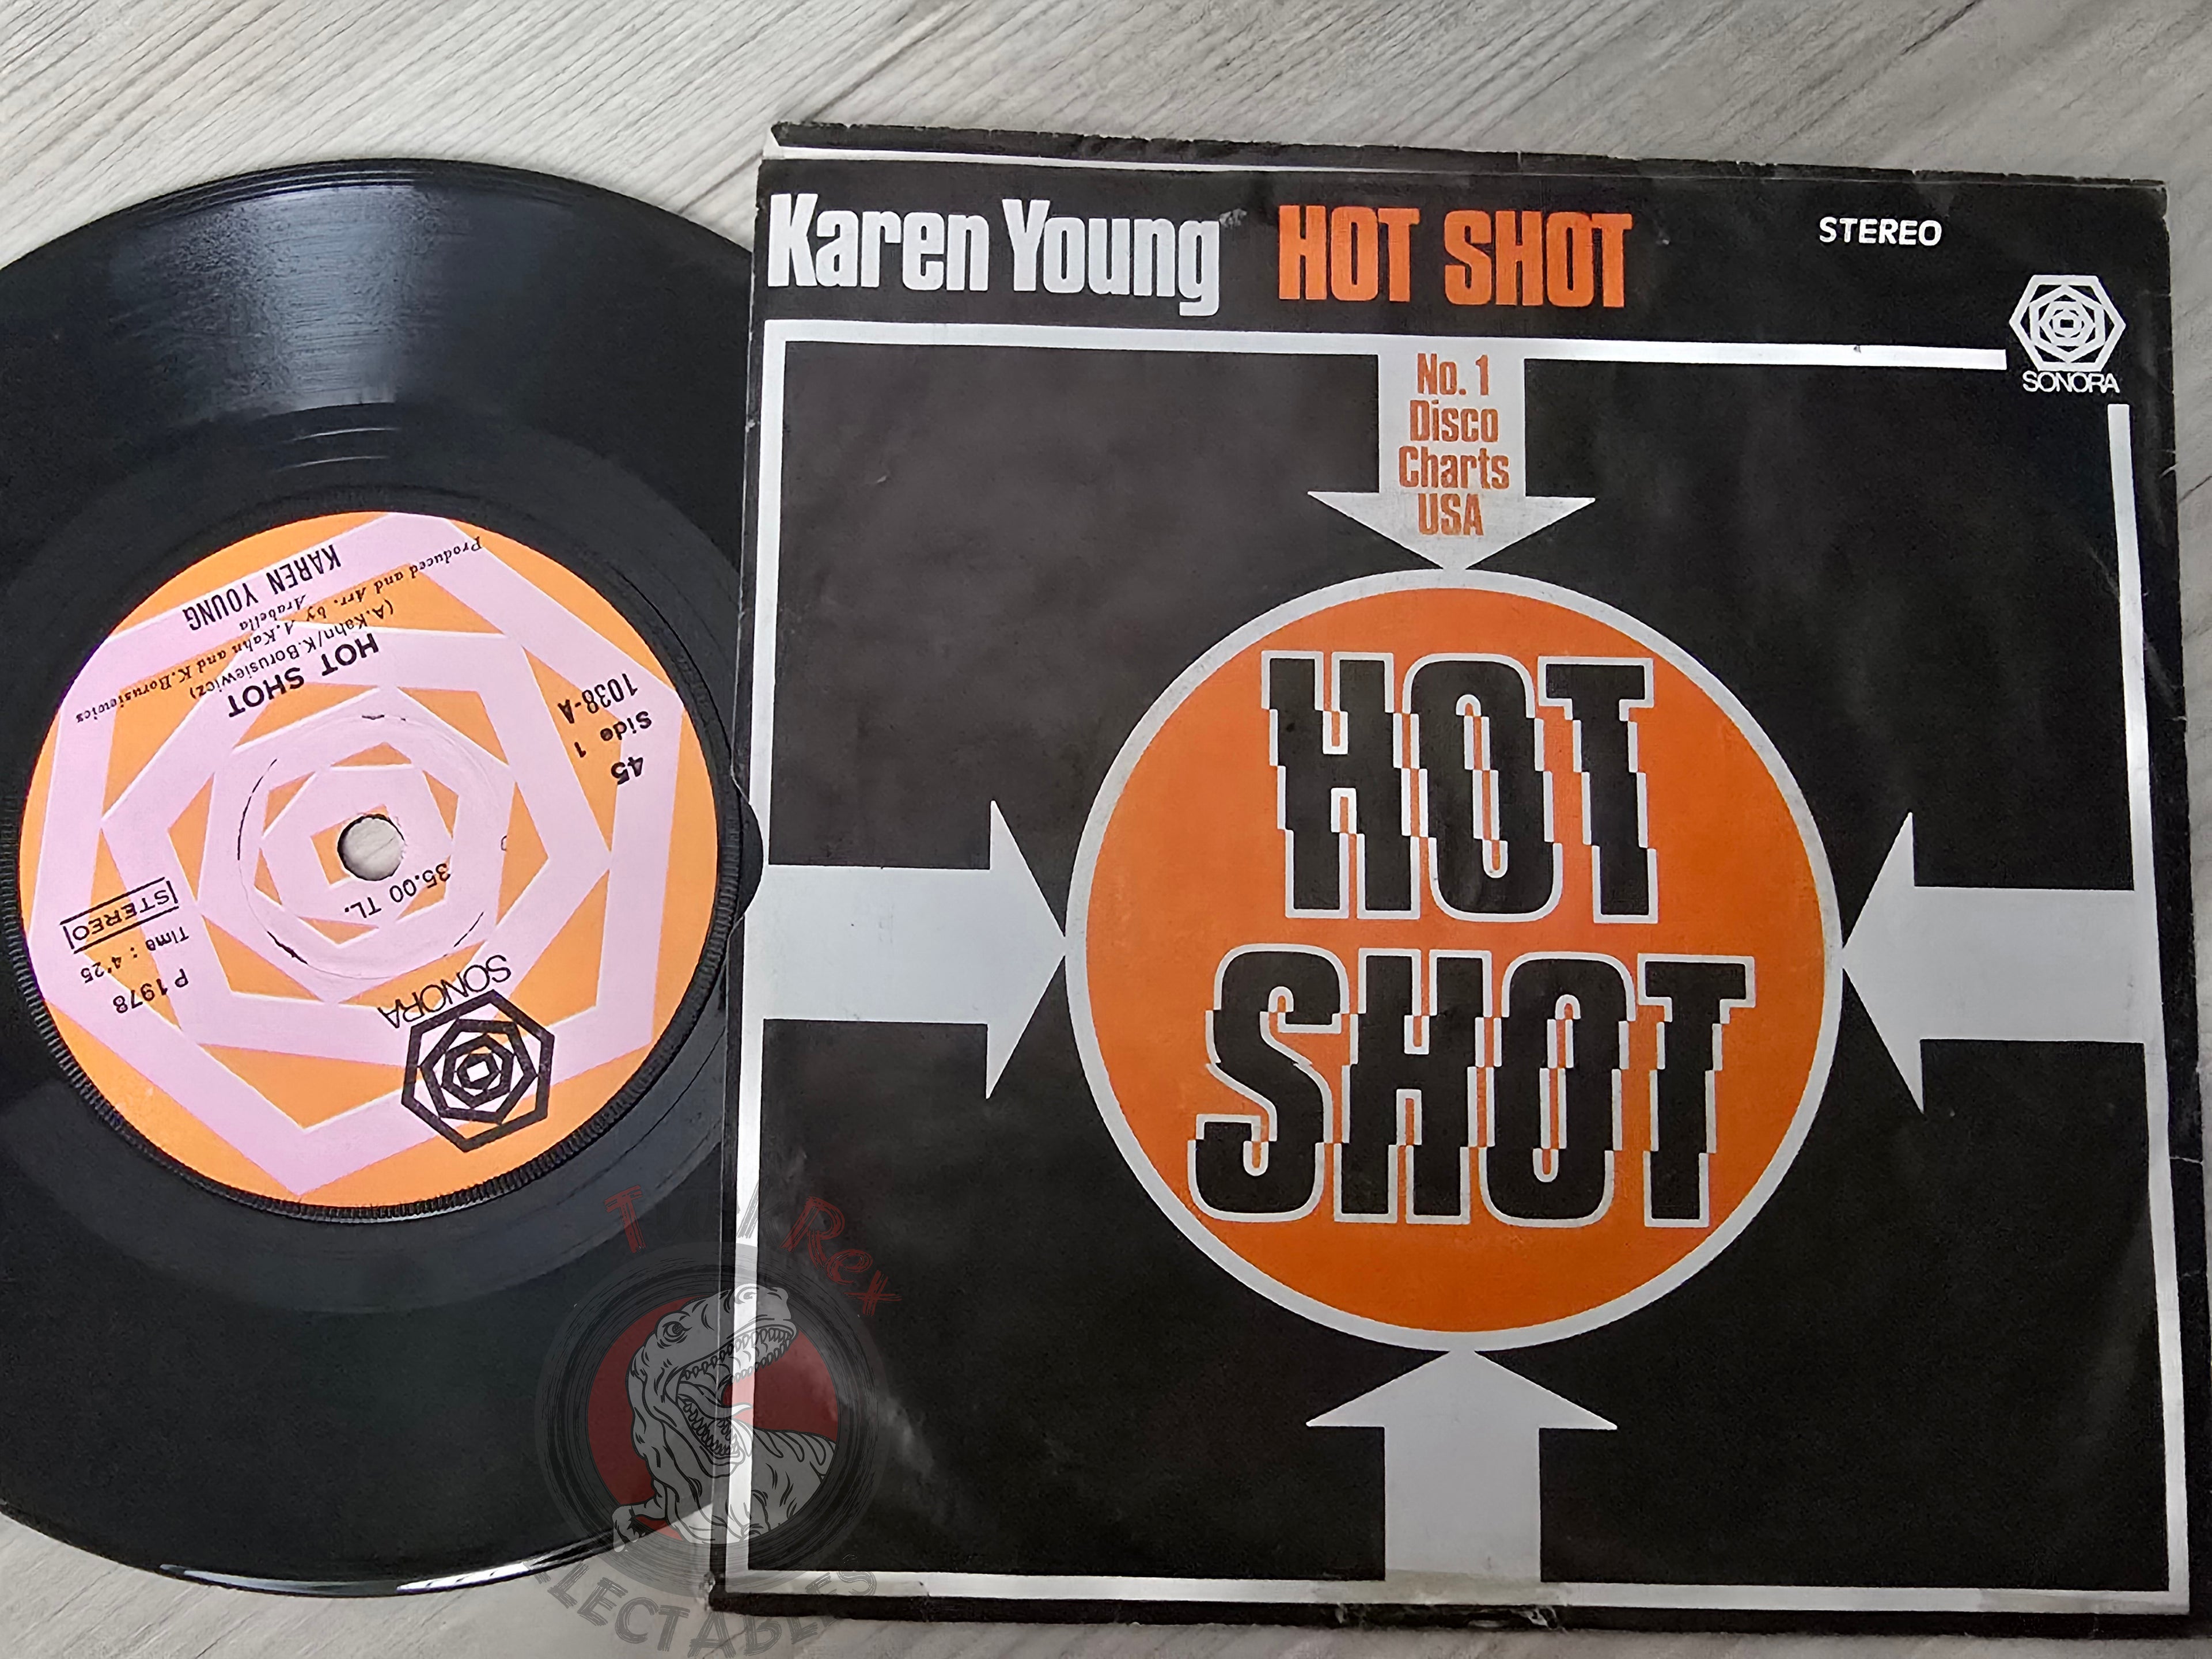 Karen Young HOT SHOT
STEREO
SONORA
No. 1
Disco
Charts
USA
HOT
SHOT
SONORA
P 1978
Time : 4'25
STEREO
35.00 TL.
45
Side 1
1038-A
HOT SHOT
(A.Kahn/K.Borusiewicz)
Produced and Arr. by A.Kahn and K.Borusiewicz
Arabella
KAREN YOUNG
Rex